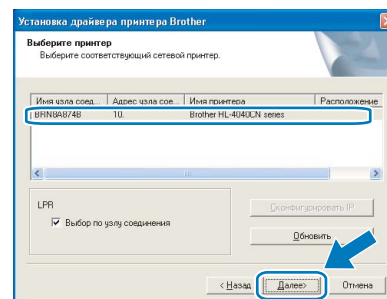 Установка драйвера принтера Brother
Выберите принтер
Выберите соответствующий сетевой принтер.
Имя узла соед... Адрес узла сое... Имя принтера Расположение
BRN8A874B 10. Brother HL-4040CN series
LPR
Выбор по узлу соединения
Сконфигурировать IP
Обновить
< Назад Далее> Отмена